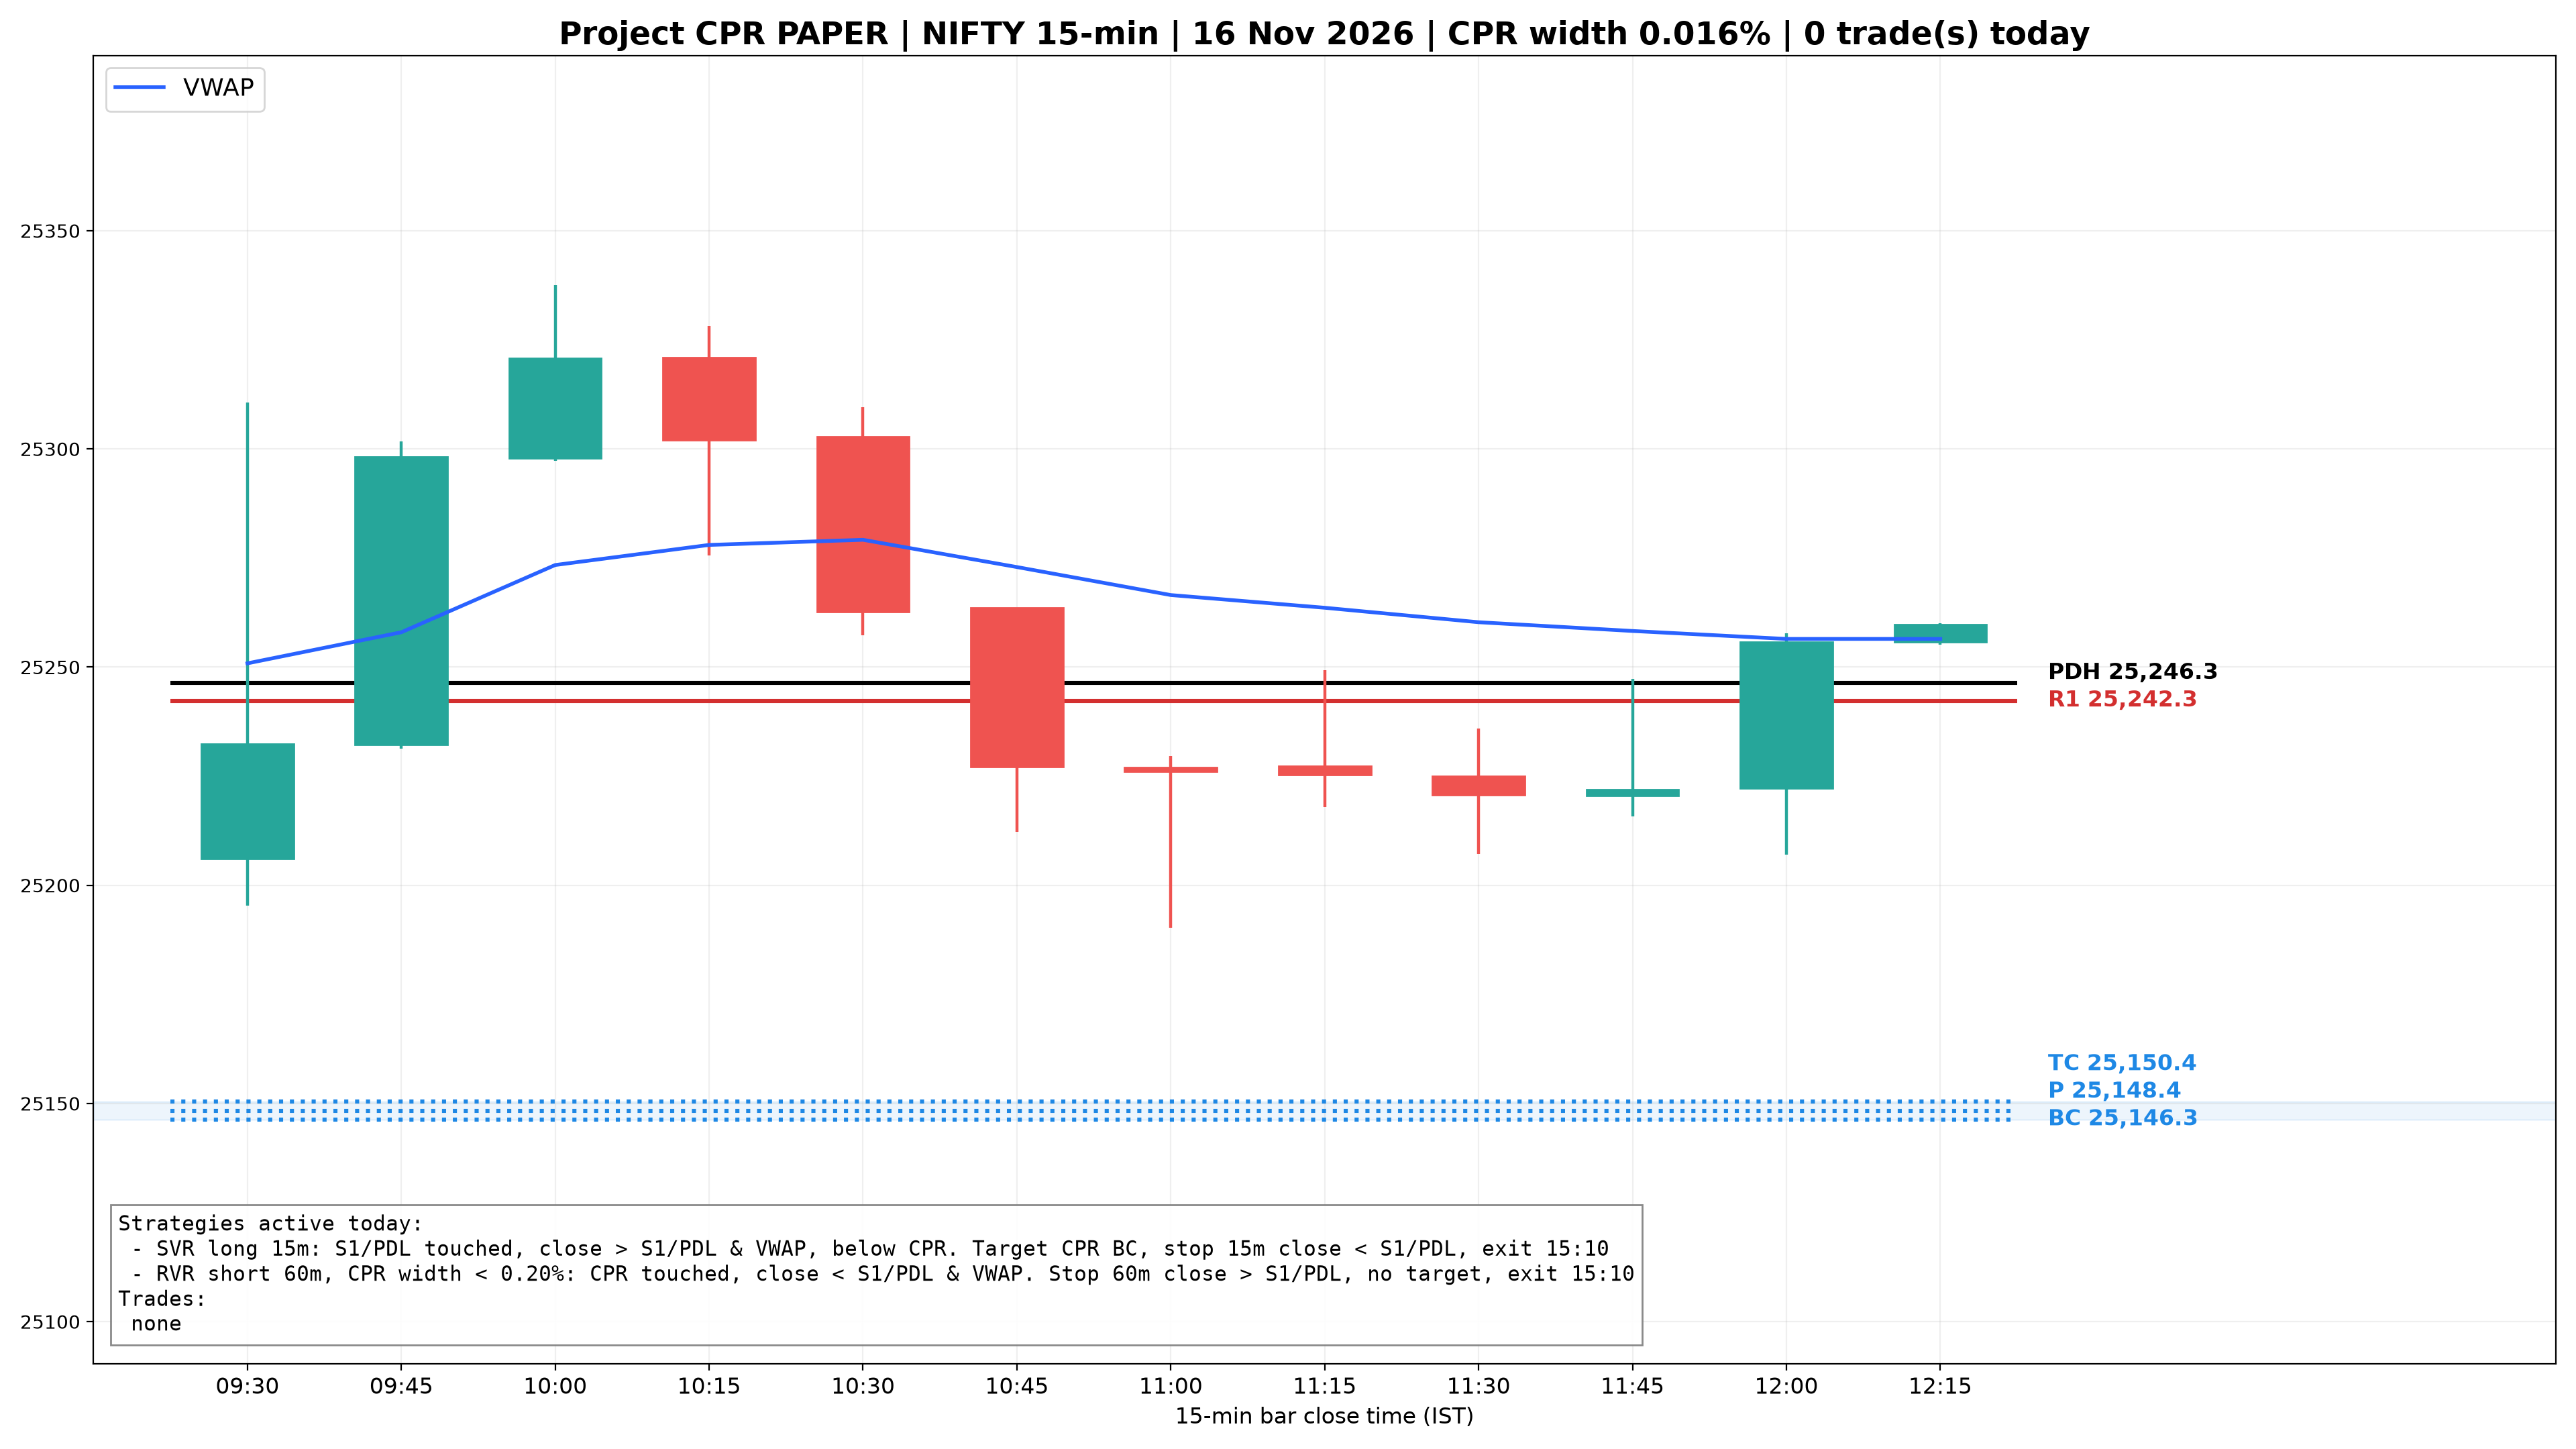 Project CPR PAPER | NIFTY 15-min | 16 Nov 2026 | CPR width 0.016% | 0 trade(s) today
VWAP
25350
25300
25250
25200
25150
25100
PDH 25,246.3
R1 25,242.3
TC 25,150.4
P 25,148.4
BC 25,146.3
Strategies active today:
- SVR long 15m: S1/PDL touched, close > S1/PDL & VWAP, below CPR. Target CPR BC, stop 15m close < S1/PDL, exit 15:10
- RVR short 60m, CPR width < 0.20%: CPR touched, close < S1/PDL & VWAP. Stop 60m close > S1/PDL, no target, exit 15:10
Trades:
none
09:30 09:45 10:00 10:15 10:30 10:45 11:00 11:15 11:30 11:45 12:00 12:15
15-min bar close time (IST)